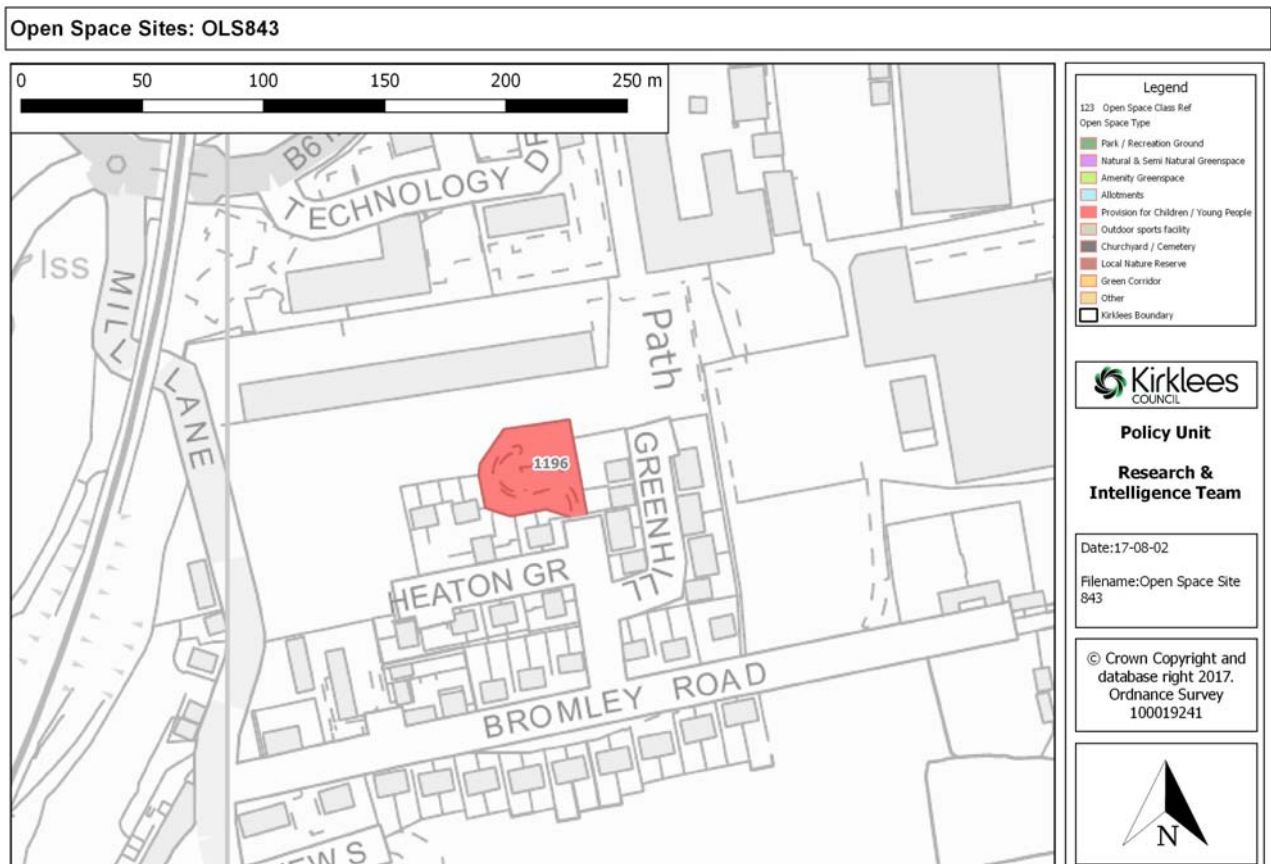 Open Space Sites: OLS843
0 50 100 150 200 250 m
B61
TECHNOLOGY DR
Iss
MILL
LANE
Path
1196
GREENHILL
HEATON GR
BROMLEY ROAD
EW S
Legend
123 Open Space Class Ref
Open Space Type
Park / Recreation Ground
Natural & Semi Natural Greenspace
Amenity Greenspace
Allotments
Provision for Children / Young People
Outdoor sports facility
Churchyard / Cemetery
Local Nature Reserve
Green Corridor
Other
Kirklees Boundary
Kirklees
COUNCIL
Policy Unit
Research &
Intelligence Team
Date:17-08-02
Filename:Open Space Site
843
© Crown Copyright and
database right 2017.
Ordnance Survey
100019241
N